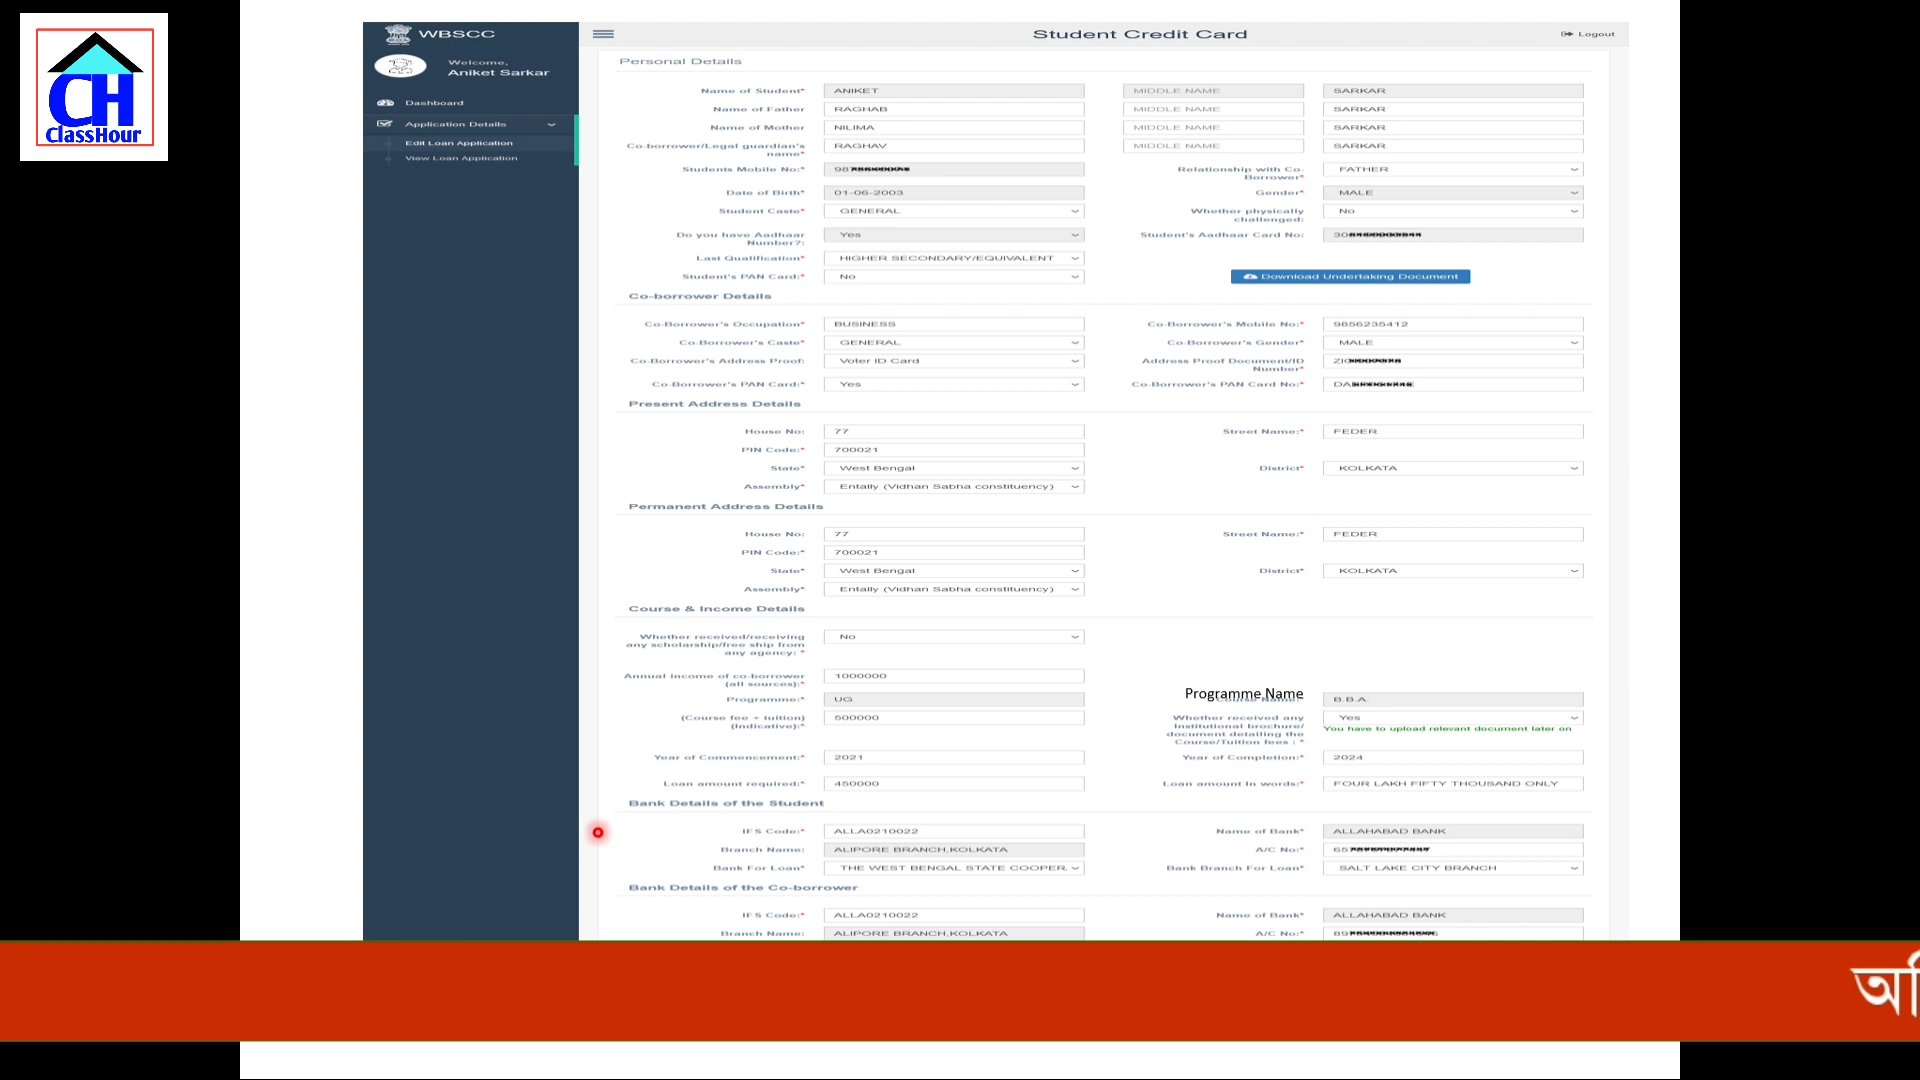 CH
ClassHour
WBSCC
Student Credit Card
Logout
Welcome,
Aniket Sarkar
Dashboard
Application Details
Edit Loan Application
View Loan Application
Personal Details
Name of Student* ANIKET MIDDLE NAME SARKAR
Name of Father RAGHAB MIDDLE NAME SARKAR
Name of Mother NILIMA MIDDLE NAME SARKAR
Co-borrower/Legal guardian's name* RAGHAV MIDDLE NAME SARKAR
Students Mobile No:* 98 Relationship with Co-Borrower* FATHER
Date of Birth* 01-06-2003 Gender* MALE
Student Caste* GENERAL Whether physically challenged: No
Do you have Aadhaar Number?: Yes Student's Aadhaar Card No: 30
Last Qualification* HIGHER SECONDARY/EQUIVALENT
Student's PAN Card:* No Download Undertaking Document
Co-borrower Details
Co-Borrower's Occupation* BUSINESS Co-Borrower's Mobile No:* 9856235412
Co-Borrower's Caste* GENERAL Co-Borrower's Gender* MALE
Co-Borrower's Address Proof: Voter ID Card Address Proof Document/ID Number*
Co-Borrower's PAN Card:* Yes Co-Borrower's PAN Card No:* DA
Present Address Details
House No: 77 Street Name:* FEDER
PIN Code:* 700021
State* West Bengal District* KOLKATA
Assembly* Entally (Vidhan Sabha constituency)
Permanent Address Details
House No: 77 Street Name:* FEDER
PIN Code:* 700021
State* West Bengal District* KOLKATA
Assembly* Entally (Vidhan Sabha constituency)
Course & Income Details
Whether received/receiving any scholarship/free ship from any agency: * No
Annual income of co-borrower (all sources):* 1000000
Programme Name
Programme:* UG B.B.A.
(Course fee + tuition) (Indicative):* 500000 Whether received any Institutional brochure/ document detailing the Course/Tuition fees : * Yes
You have to upload relevant document later on
Year of Commencement:* 2021 Year of Completion:* 2024
Loan amount required:* 450000 Loan amount in words:* FOUR LAKH FIFTY THOUSAND ONLY
Bank Details of the Student
IFS Code:* ALLA0210022 Name of Bank* ALLAHABAD BANK
Branch Name: ALIPORE BRANCH,KOLKATA A/C No:* 65
Bank For Loan* THE WEST BENGAL STATE COOPER. Bank Branch For Loan* SALT LAKE CITY BRANCH
Bank Details of the Co-borrower
IFS Code:* ALLA0210022 Name of Bank* ALLAHABAD BANK
Branch Name: ALIPORE BRANCH,KOLKATA A/C No:* 89